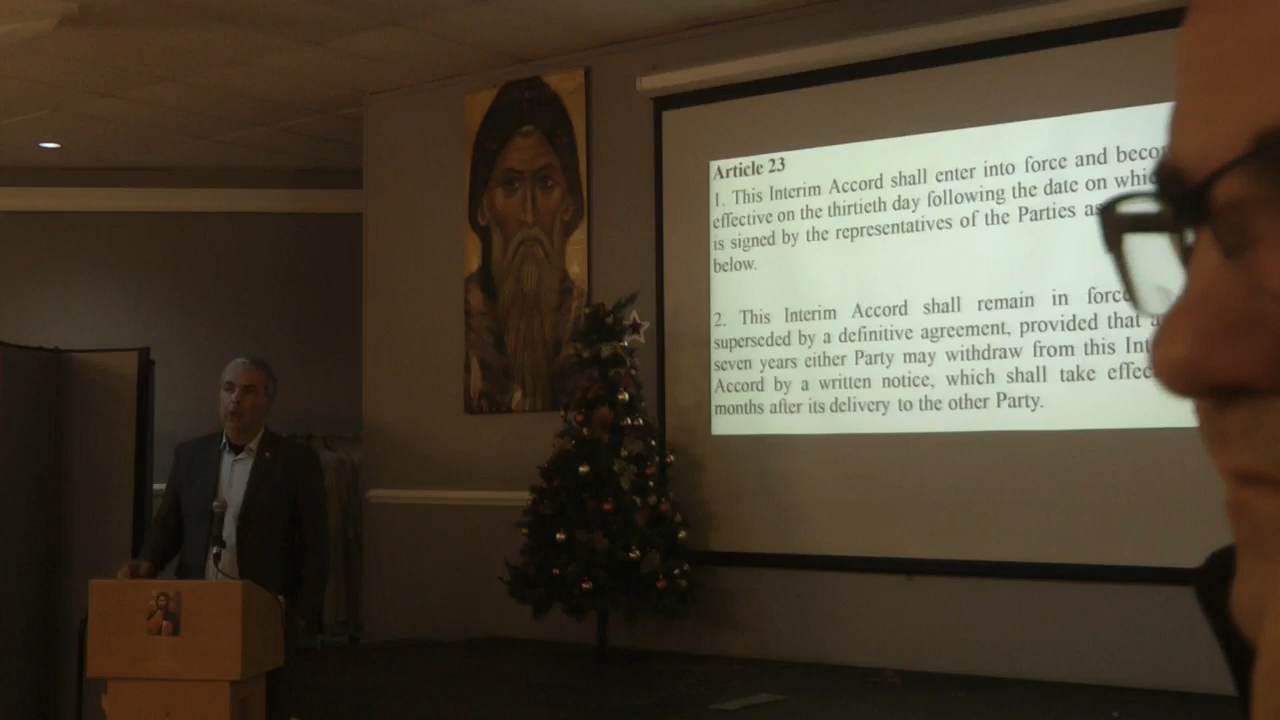 Article 23
1. This Interim Accord shall enter into force and
effective on the thirtieth day following the date on
is signed by the representatives of the Parties
below.
2. This Interim Accord shall remain in
superseded by a definitive agreement, provided that
seven years either Party may withdraw from this
Accord by a written notice, which shall take
months after its delivery to the other Party.